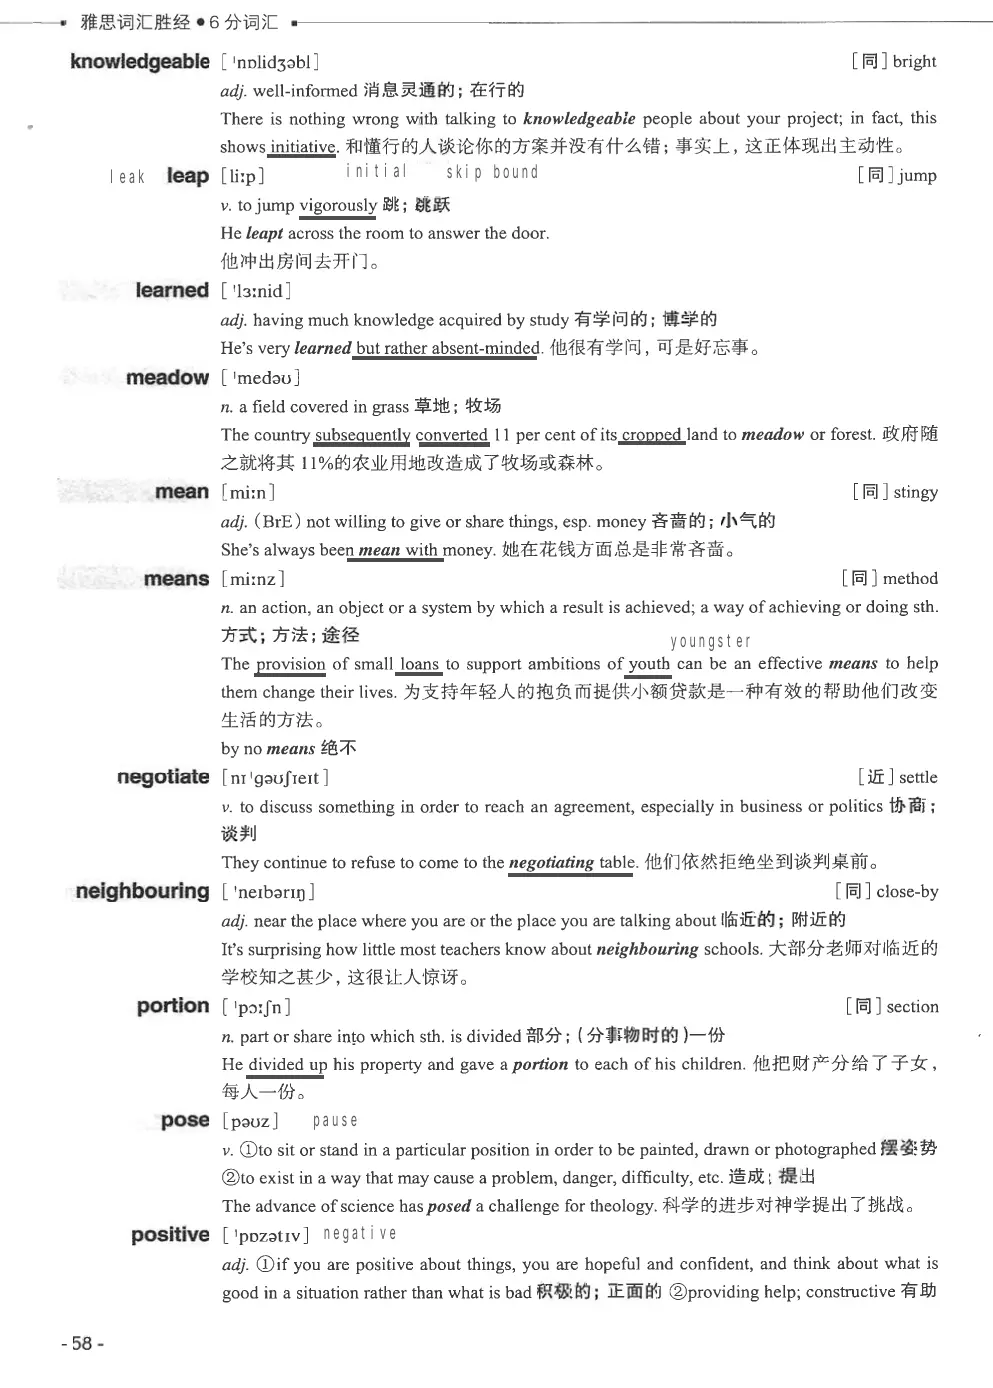 雅思词汇胜经●6分词汇
knowledgeable [ˈnɒlidʒəbl] [同] bright
adj. well-informed 消息灵通的；在行的
There is nothing wrong with talking to knowledgeable people about your project; in fact, this
shows initiative. 和懂行的人谈论你的方案并没有什么错；事实上，这正体现出主动性。
leak leap [liːp] initial skip bound [同] jump
v. to jump vigorously 跳；跳跃
He leapt across the room to answer the door.
他冲出房间去开门。
learned [ˈlɜːnid]
adj. having much knowledge acquired by study 有学问的；博学的
He's very learned but rather absent-minded. 他很有学问，可是好忘事。
meadow [ˈmedəʊ]
n. a field covered in grass 草地；牧场
The country subsequently converted 11 per cent of its cropped land to meadow or forest. 政府随
之就将其 11%的农业用地改造成了牧场或森林。
mean [miːn] [同] stingy
adj. (BrE) not willing to give or share things, esp. money 吝啬的；小气的
She's always been mean with money. 她在花钱方面总是非常吝啬。
means [miːnz] [同] method
n. an action, an object or a system by which a result is achieved; a way of achieving or doing sth.
方式；方法；途径
youngster
The provision of small loans to support ambitions of youth can be an effective means to help
them change their lives. 为支持年轻人的抱负而提供小额贷款是一种有效的帮助他们改变
生活的方法。
by no means 绝不
negotiate [nɪˈɡəʊʃɪeɪt] [近] settle
v. to discuss something in order to reach an agreement, especially in business or politics 协商；
谈判
They continue to refuse to come to the negotiating table. 他们依然拒绝坐到谈判桌前。
neighbouring [ˈneɪbərɪŋ] [同] close-by
adj. near the place where you are or the place you are talking about 临近的；附近的
It's surprising how little most teachers know about neighbouring schools. 大部分老师对临近的
学校知之甚少，这很让人惊讶。
portion [ˈpɔːʃn] [同] section
n. part or share into which sth. is divided 部分；(分事物时的)一份
He divided up his property and gave a portion to each of his children. 他把财产分给了子女，
每人一份。
pose [pəʊz] pause
v. ①to sit or stand in a particular position in order to be painted, drawn or photographed 摆姿势
②to exist in a way that may cause a problem, danger, difficulty, etc. 造成；提出
The advance of science has posed a challenge for theology. 科学的进步对神学提出了挑战。
positive [ˈpɒzətɪv] negative
adj. ①if you are positive about things, you are hopeful and confident, and think about what is
good in a situation rather than what is bad 积极的；正面的 ②providing help; constructive 有助
- 58 -